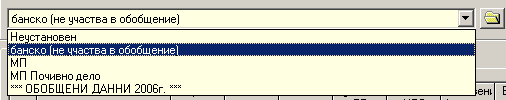 банско (не участва в обобщение)
Неустановен
банско (не участва в обобщение)
МП
МП Почивно дело
*** ОБОБЩЕНИ ДАННИ 2006г. ***